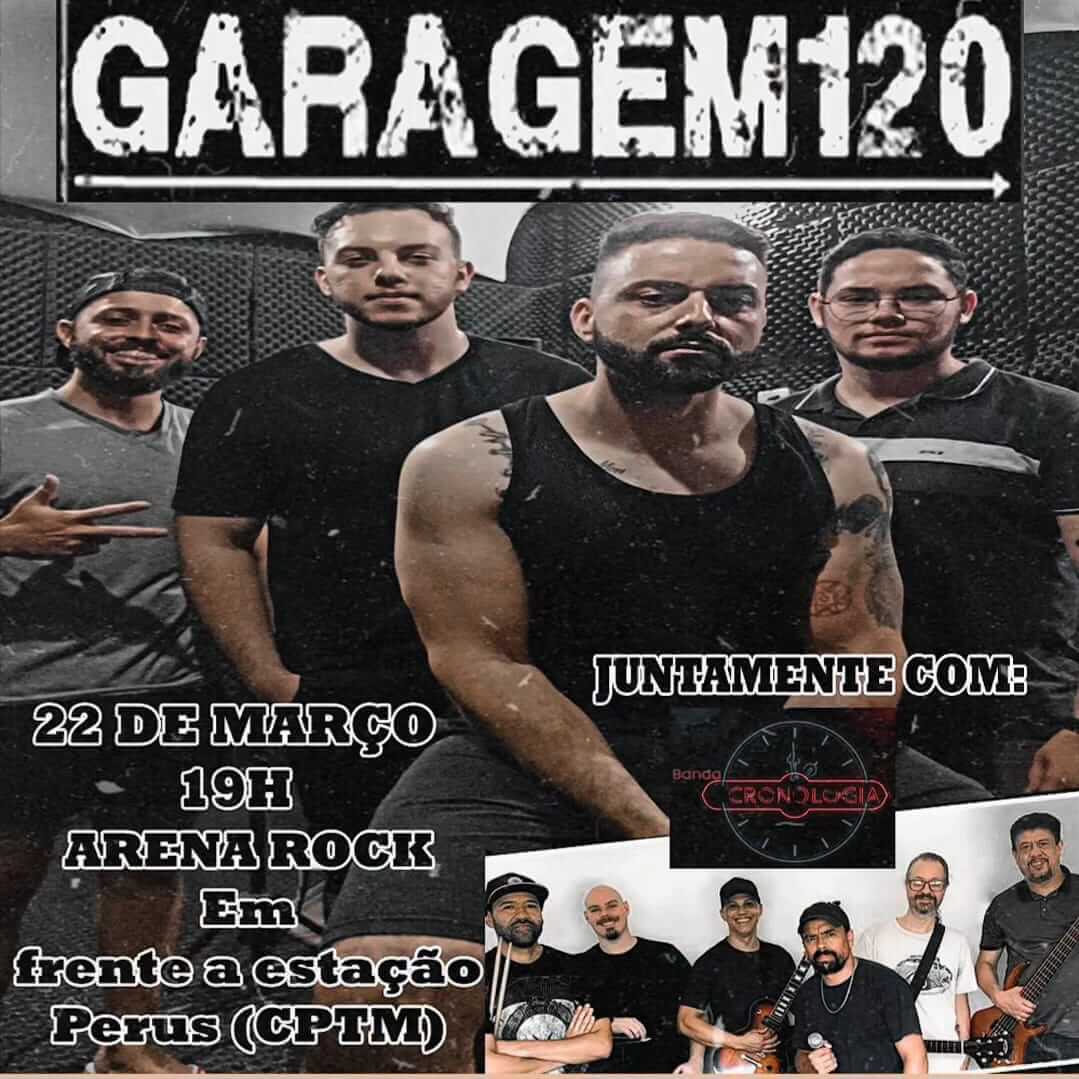 GARAGEM120
JUNTAMENTE COM:
Banda
CRONOLOGIA
22 DE MARÇO
19H
ARENA ROCK
Em
frente a estação
Perus (CPTM)